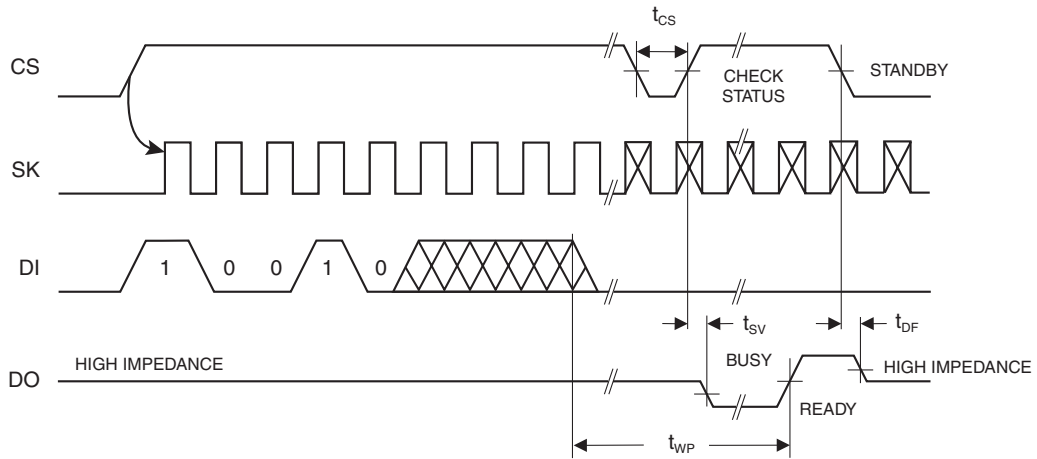 tCS
CS
CHECK
STATUS
STANDBY
SK
DI
1 0 0 1 0
tSV
tDF
HIGH IMPEDANCE
BUSY
HIGH IMPEDANCE
DO
READY
tWP